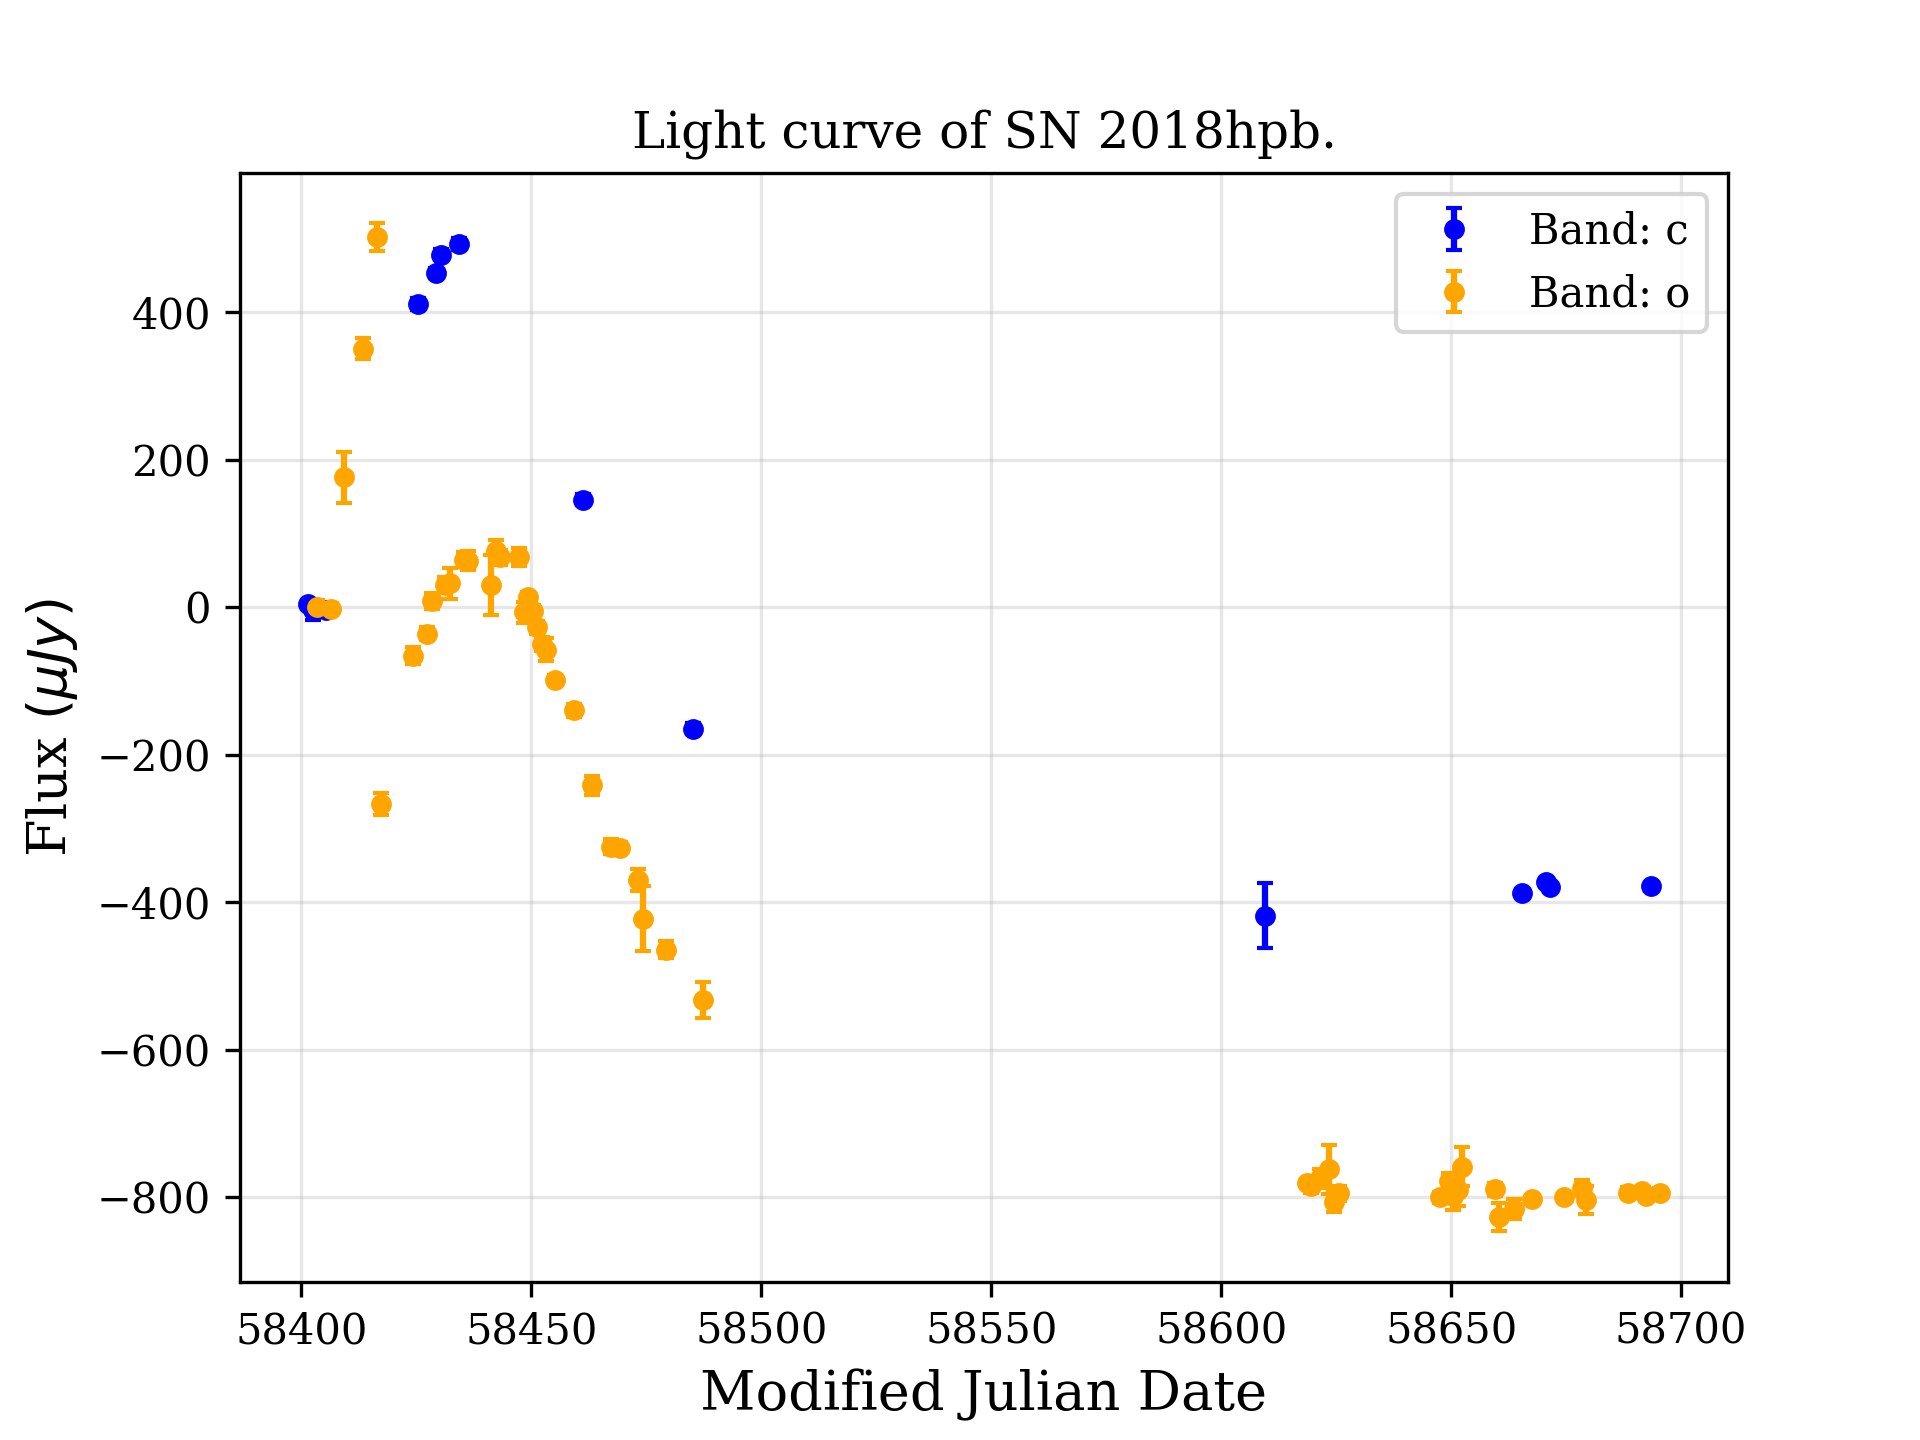 Light curve of SN 2018hpb.
Band: c
Band: o
400
200
0
−200
−400
−600
−800
Flux (μJy)
58400 58450 58500 58550 58600 58650 58700
Modified Julian Date